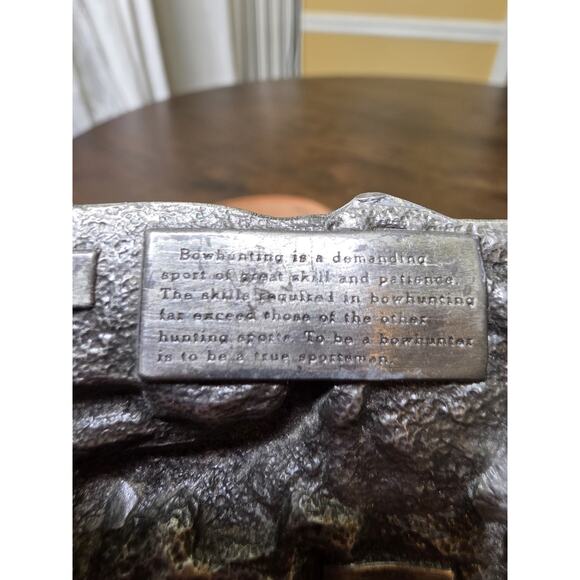 Bowhunting is a demanding
sport of great skill and patience.
The skills required in bowhunting
far exceed those of the other
hunting sports. To be a bowhunter
is to be a true sportsman.